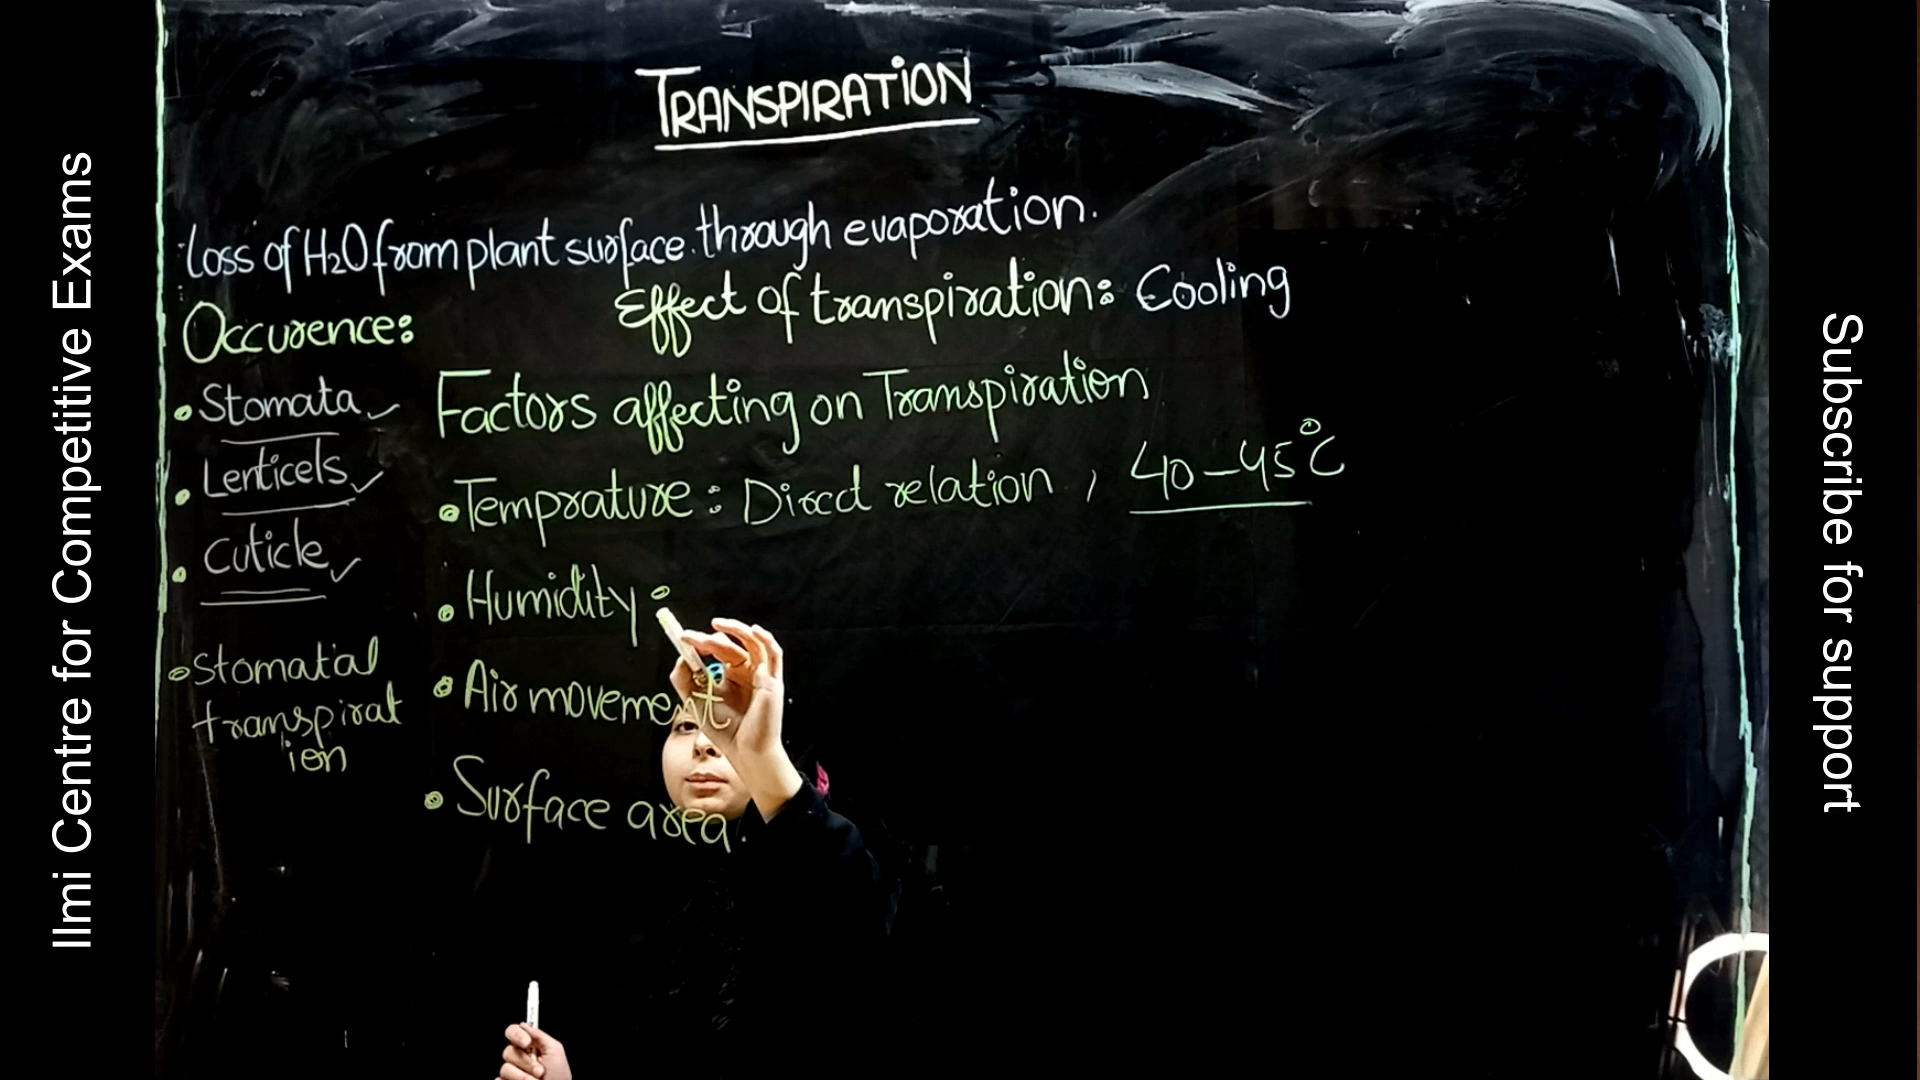 TRANSPIRATION
Loss of H₂O from plant surface through evaporation.
Effect of transpiration: Cooling
Occurence:
Stomata
Lenticels
Cuticle
Stomatal
transpirat
ion
Factors affecting on Transpiration
Temprature: Direct relation, 40-45°C
Humidity
Air movement
Surface area
Ilmi Centre for Competitive Exams
Subscribe for support